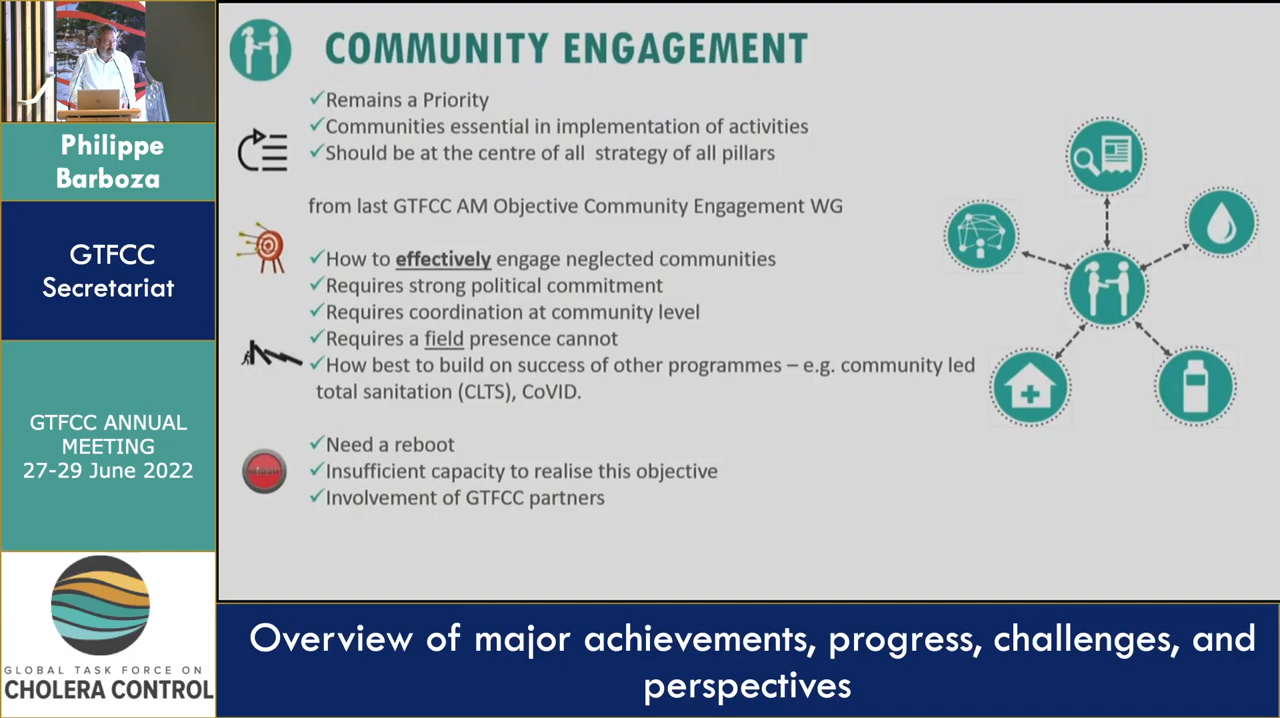 COMMUNITY ENGAGEMENT
✓Remains a Priority
✓Communities essential in implementation of activities
✓Should be at the centre of all strategy of all pillars
from last GTFCC AM Objective Community Engagement WG
✓How to effectively engage neglected communities
✓Requires strong political commitment
✓Requires coordination at community level
✓Requires a field presence cannot
✓How best to build on success of other programmes – e.g. community led
total sanitation (CLTS), CoVID.
✓Need a reboot
✓Insufficient capacity to realise this objective
✓Involvement of GTFCC partners
Philippe
Barboza
GTFCC
Secretariat
GTFCC ANNUAL
MEETING
27-29 June 2022
GLOBAL TASK FORCE ON
CHOLERA CONTROL
Overview of major achievements, progress, challenges, and
perspectives